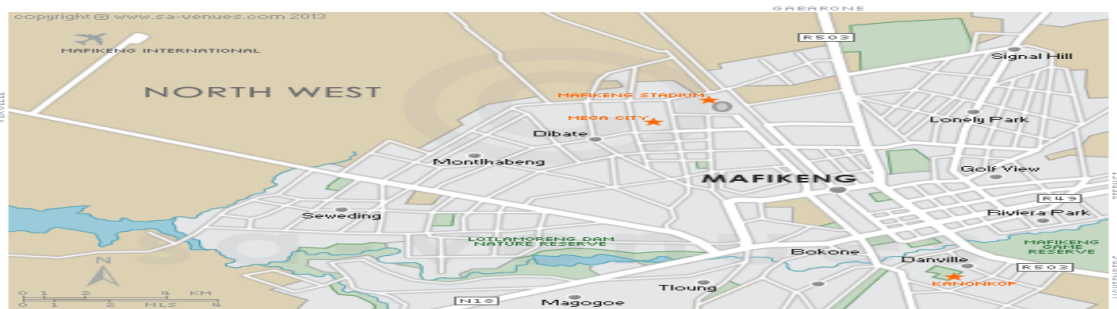 copyright @ www.sa-venues.com 2013
GABARONE
R503
MAFIKENG INTERNATIONAL
Signal Hill
NORTH WEST
MAFIKENG STADIUM
MEGA CITY
Lonely Park
Dibate
Montlhabeng
Golf View
MAFIKENG
R49
Seweding
Riviera Park
LOTLAMORENG DAM
NATURE RESERVE
MAFIKENG
GAME
RESERVE
Bokone
Danville
R503
N
KANONKOP
Tloung
0 1 2 4 KM
N18
Magogoe
0 2 MLS 4